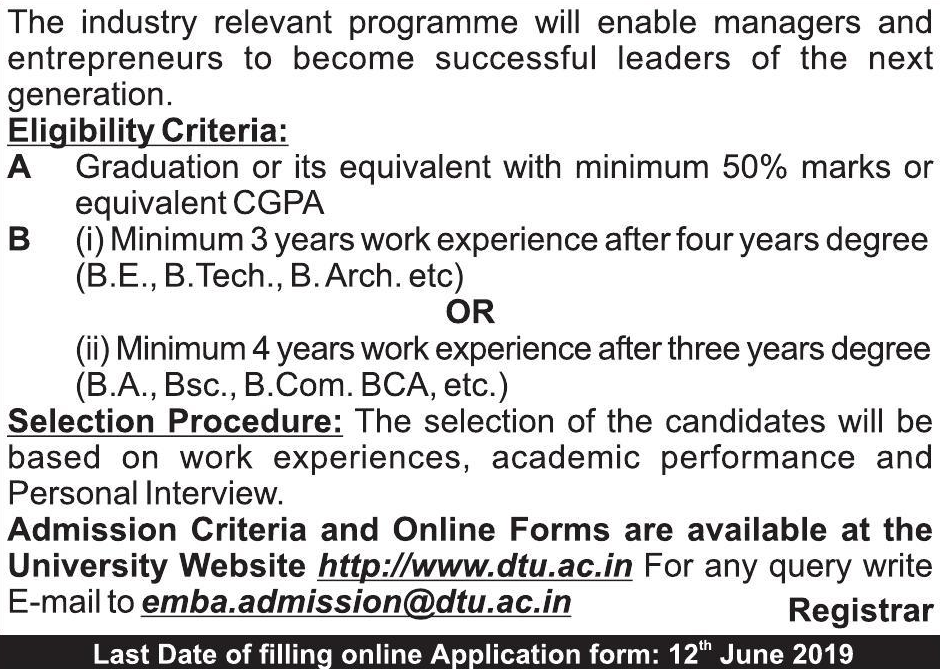 The industry relevant programme will enable managers and
entrepreneurs to become successful leaders of the next
generation.
Eligibility Criteria:
A Graduation or its equivalent with minimum 50% marks or
equivalent CGPA
B (i) Minimum 3 years work experience after four years degree
(B.E., B.Tech., B. Arch. etc)
OR
(ii) Minimum 4 years work experience after three years degree
(B.A., Bsc., B.Com. BCA, etc.)
Selection Procedure: The selection of the candidates will be
based on work experiences, academic performance and
Personal Interview.
Admission Criteria and Online Forms are available at the
University Website http://www.dtu.ac.in For any query write
E-mail to emba.admission@dtu.ac.in
Registrar
Last Date of filling online Application form: 12th June 2019